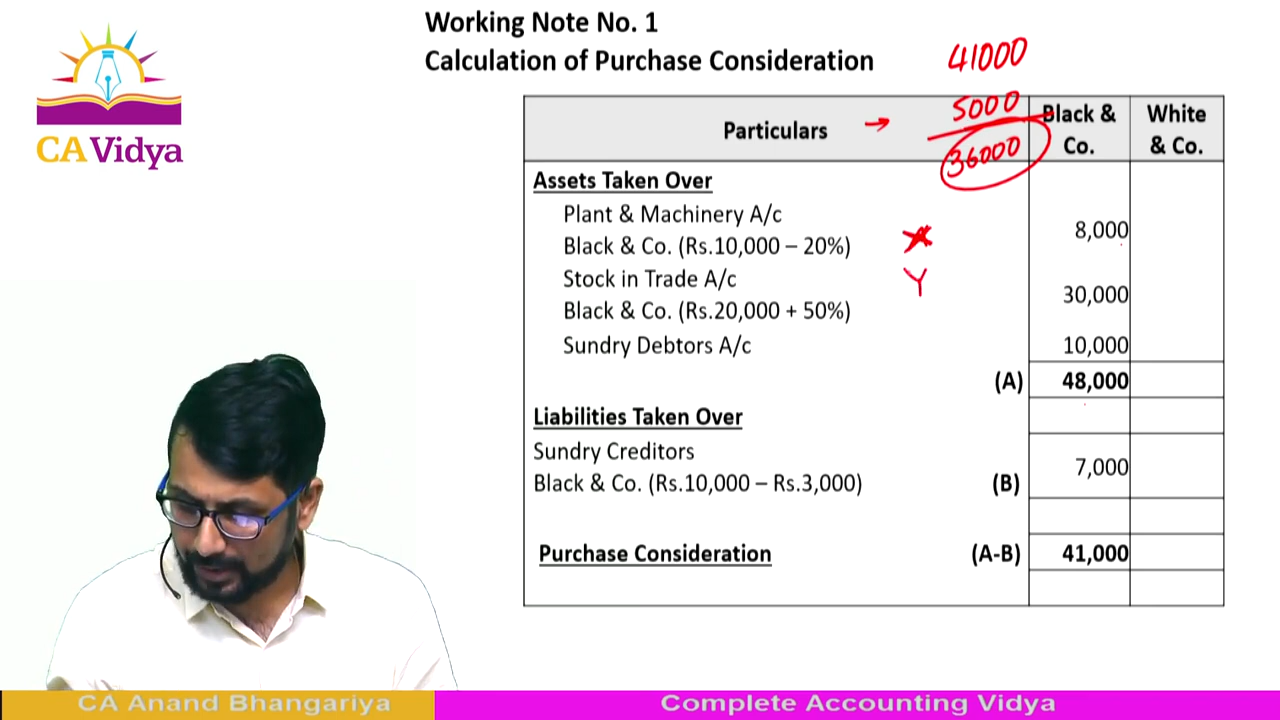 Working Note No. 1
Calculation of Purchase Consideration
CA Vidya
41000
5000
36000
Particulars → Black & Co. White & Co.
Assets Taken Over
Plant & Machinery A/c
Black & Co. (Rs.10,000 – 20%) 8,000
Stock in Trade A/c Y
Black & Co. (Rs.20,000 + 50%) 30,000
Sundry Debtors A/c 10,000
(A) 48,000
Liabilities Taken Over
Sundry Creditors
Black & Co. (Rs.10,000 – Rs.3,000) (B) 7,000
Purchase Consideration (A-B) 41,000
CA Anand Bhangariya Complete Accounting Vidya